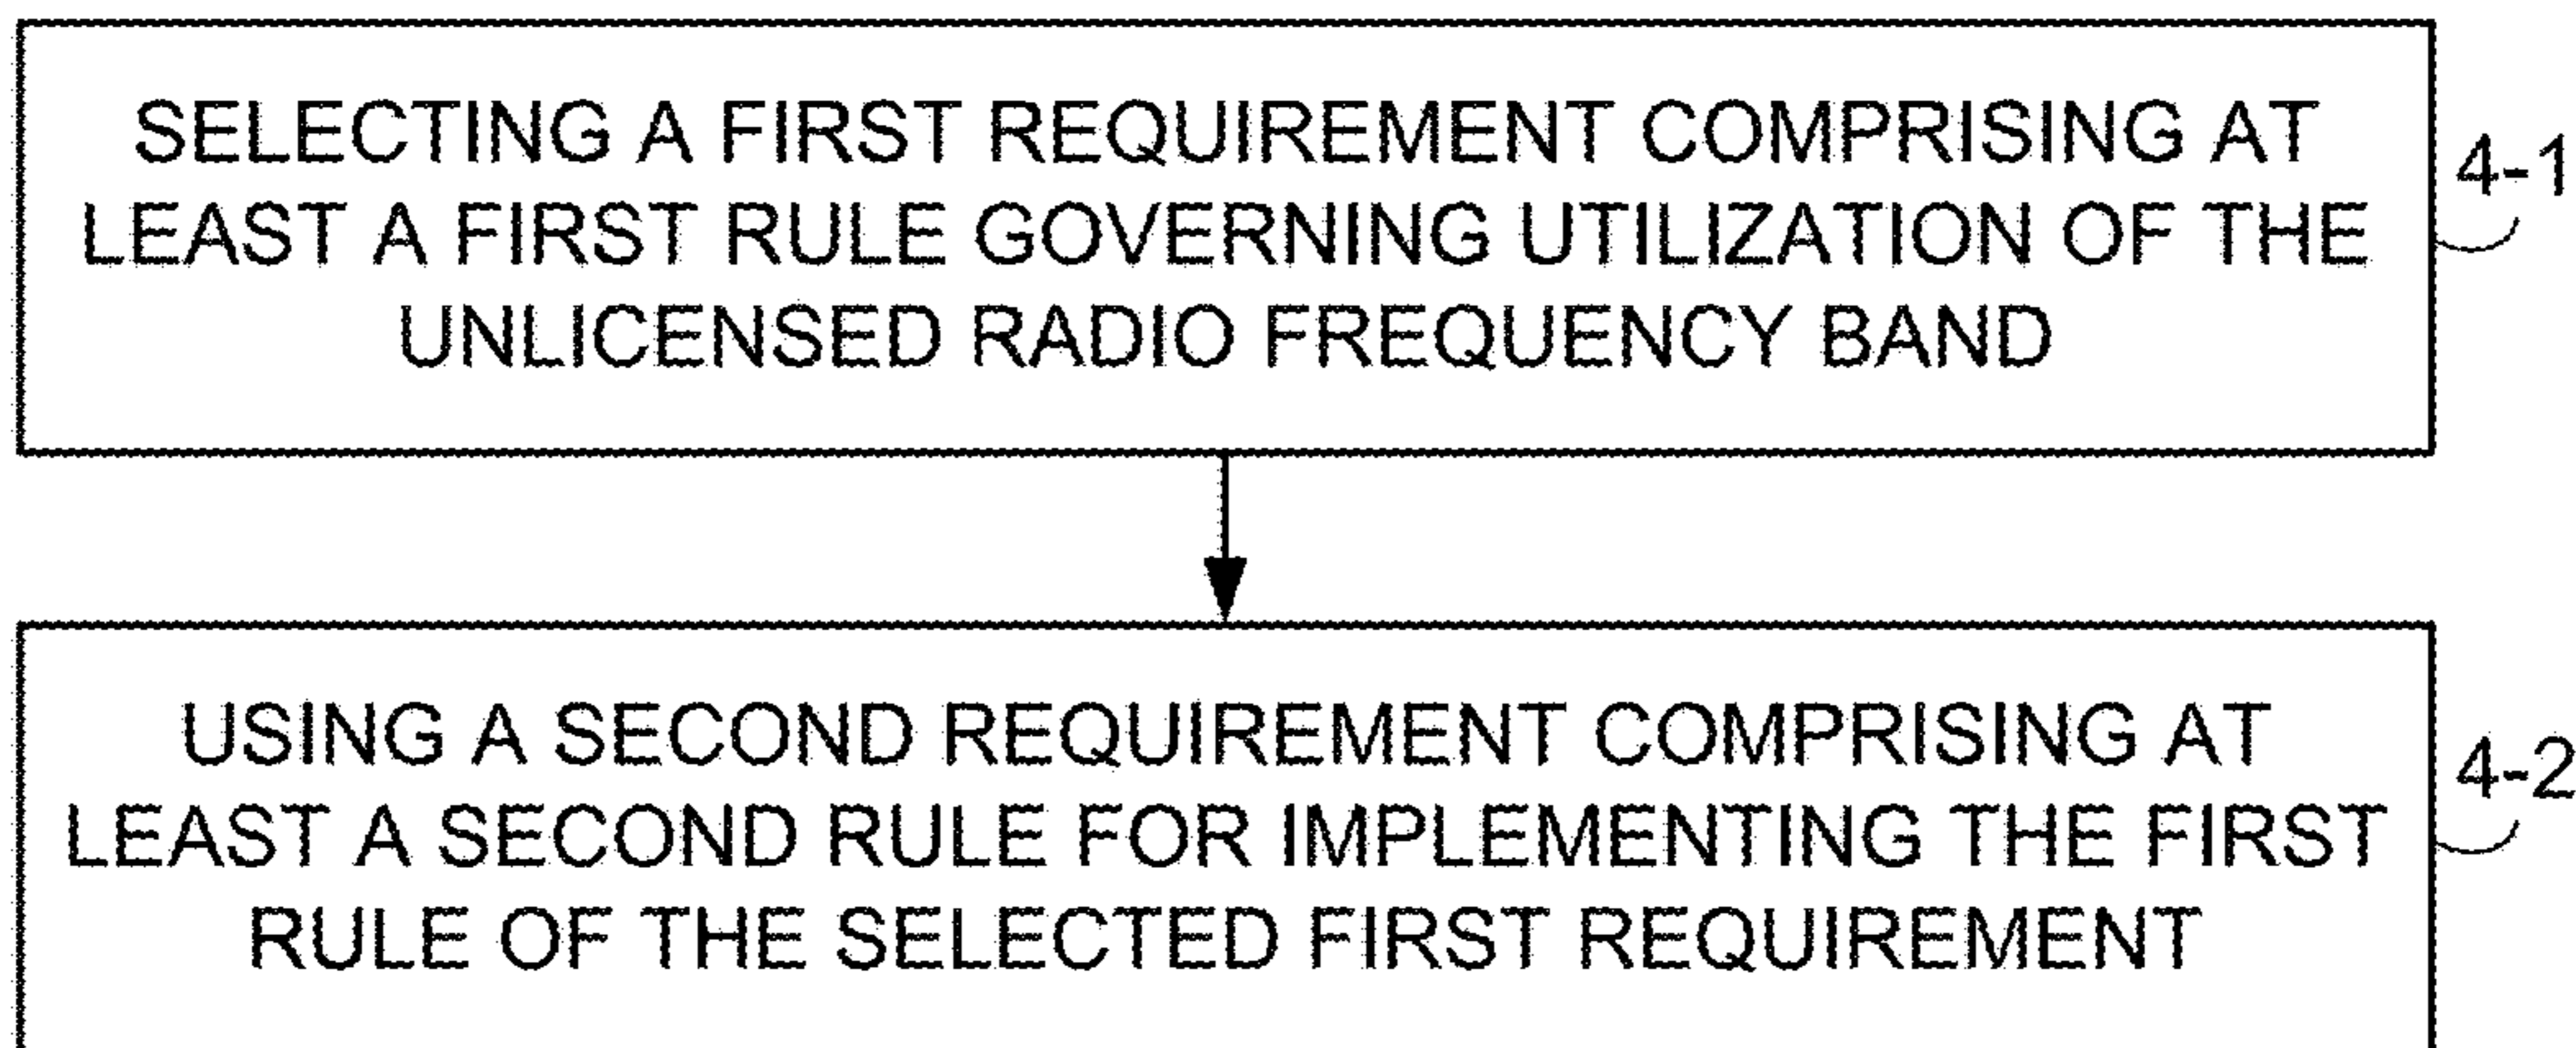 SELECTING A FIRST REQUIREMENT COMPRISING AT
LEAST A FIRST RULE GOVERNING UTILIZATION OF THE
UNLICENSED RADIO FREQUENCY BAND
4-1
USING A SECOND REQUIREMENT COMPRISING AT
LEAST A SECOND RULE FOR IMPLEMENTING THE FIRST
RULE OF THE SELECTED FIRST REQUIREMENT
4-2